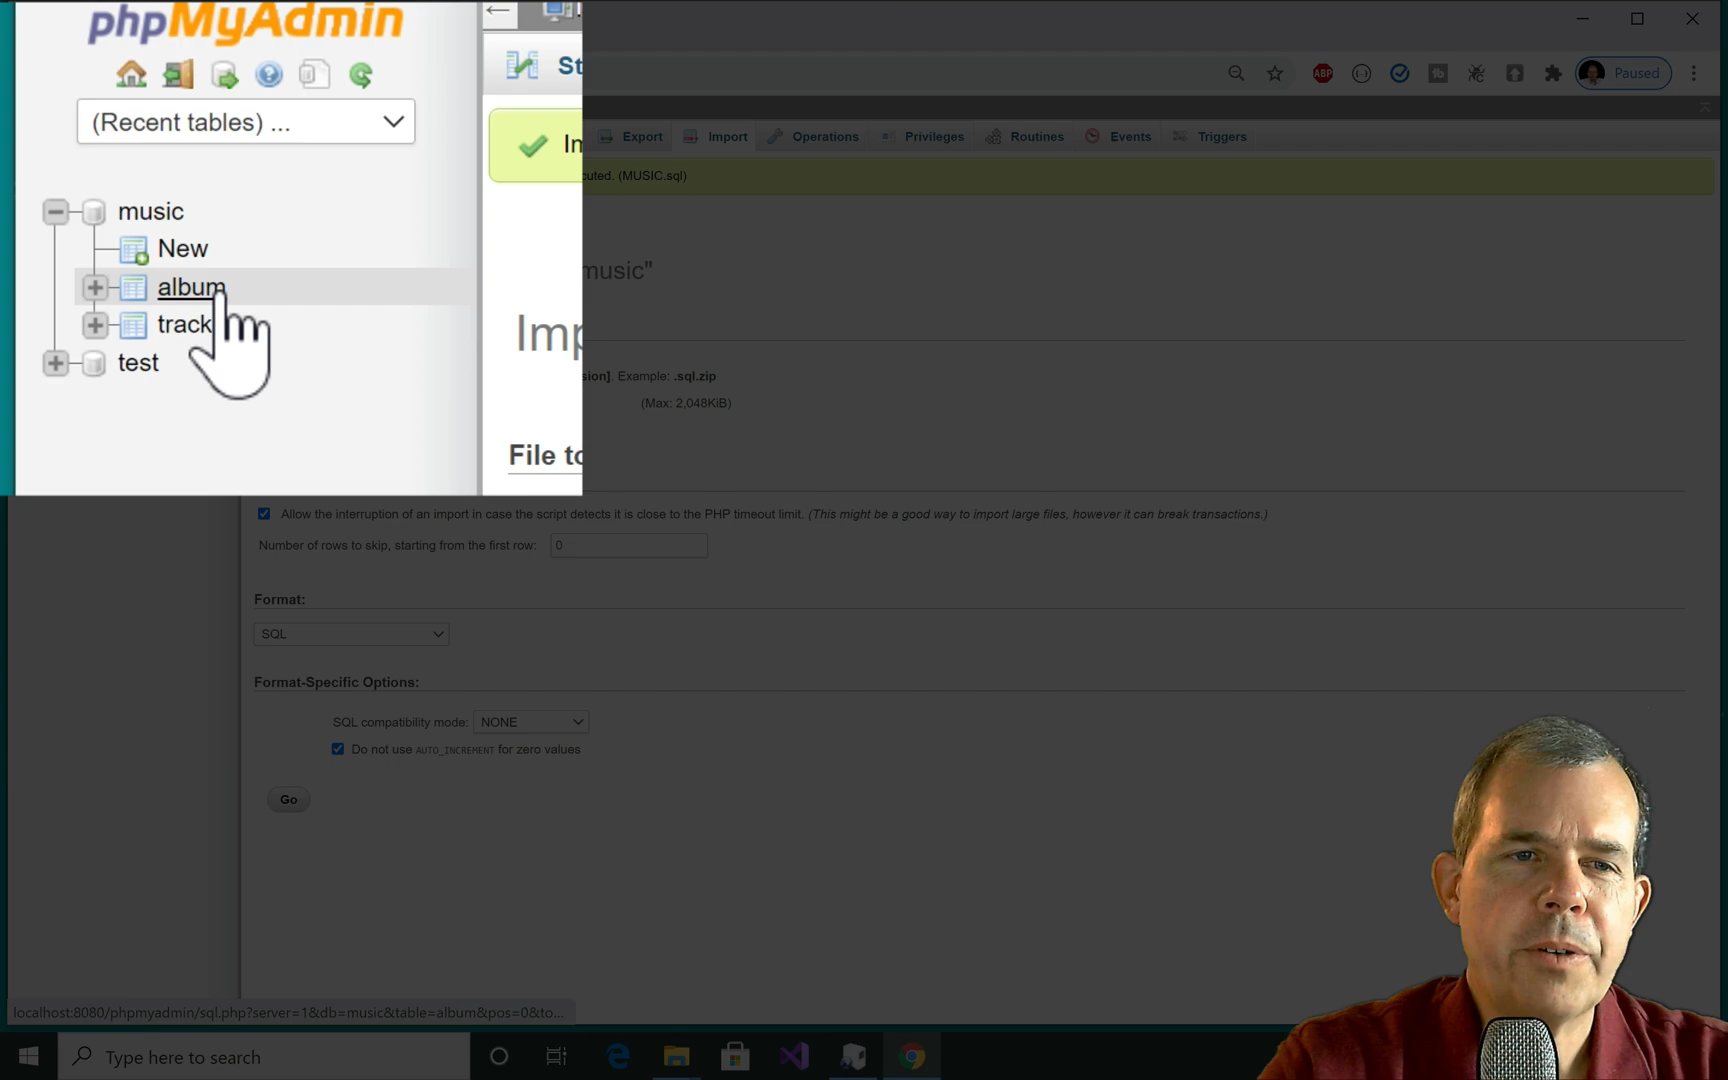 phpMyAdmin
(Recent tables) ...
music
New
album
track
test
St
Im
Imp
File to
Paused
ABP
Export
Import
Operations
Privileges
Routines
Events
Triggers
cuted. (MUSIC.sql)
music"
sion]. Example: .sql.zip
(Max: 2,048KiB)
Allow the interruption of an import in case the script detects it is close to the PHP timeout limit. (This might be a good way to import large files, however it can break transactions.)
Number of rows to skip, starting from the first row: 0
Format:
SQL
Format-Specific Options:
SQL compatibility mode: NONE
Do not use AUTO_INCREMENT for zero values
Go
localhost:8080/phpmyadmin/sql.php?server=1&db=music&table=album&pos=0&to...
Type here to search